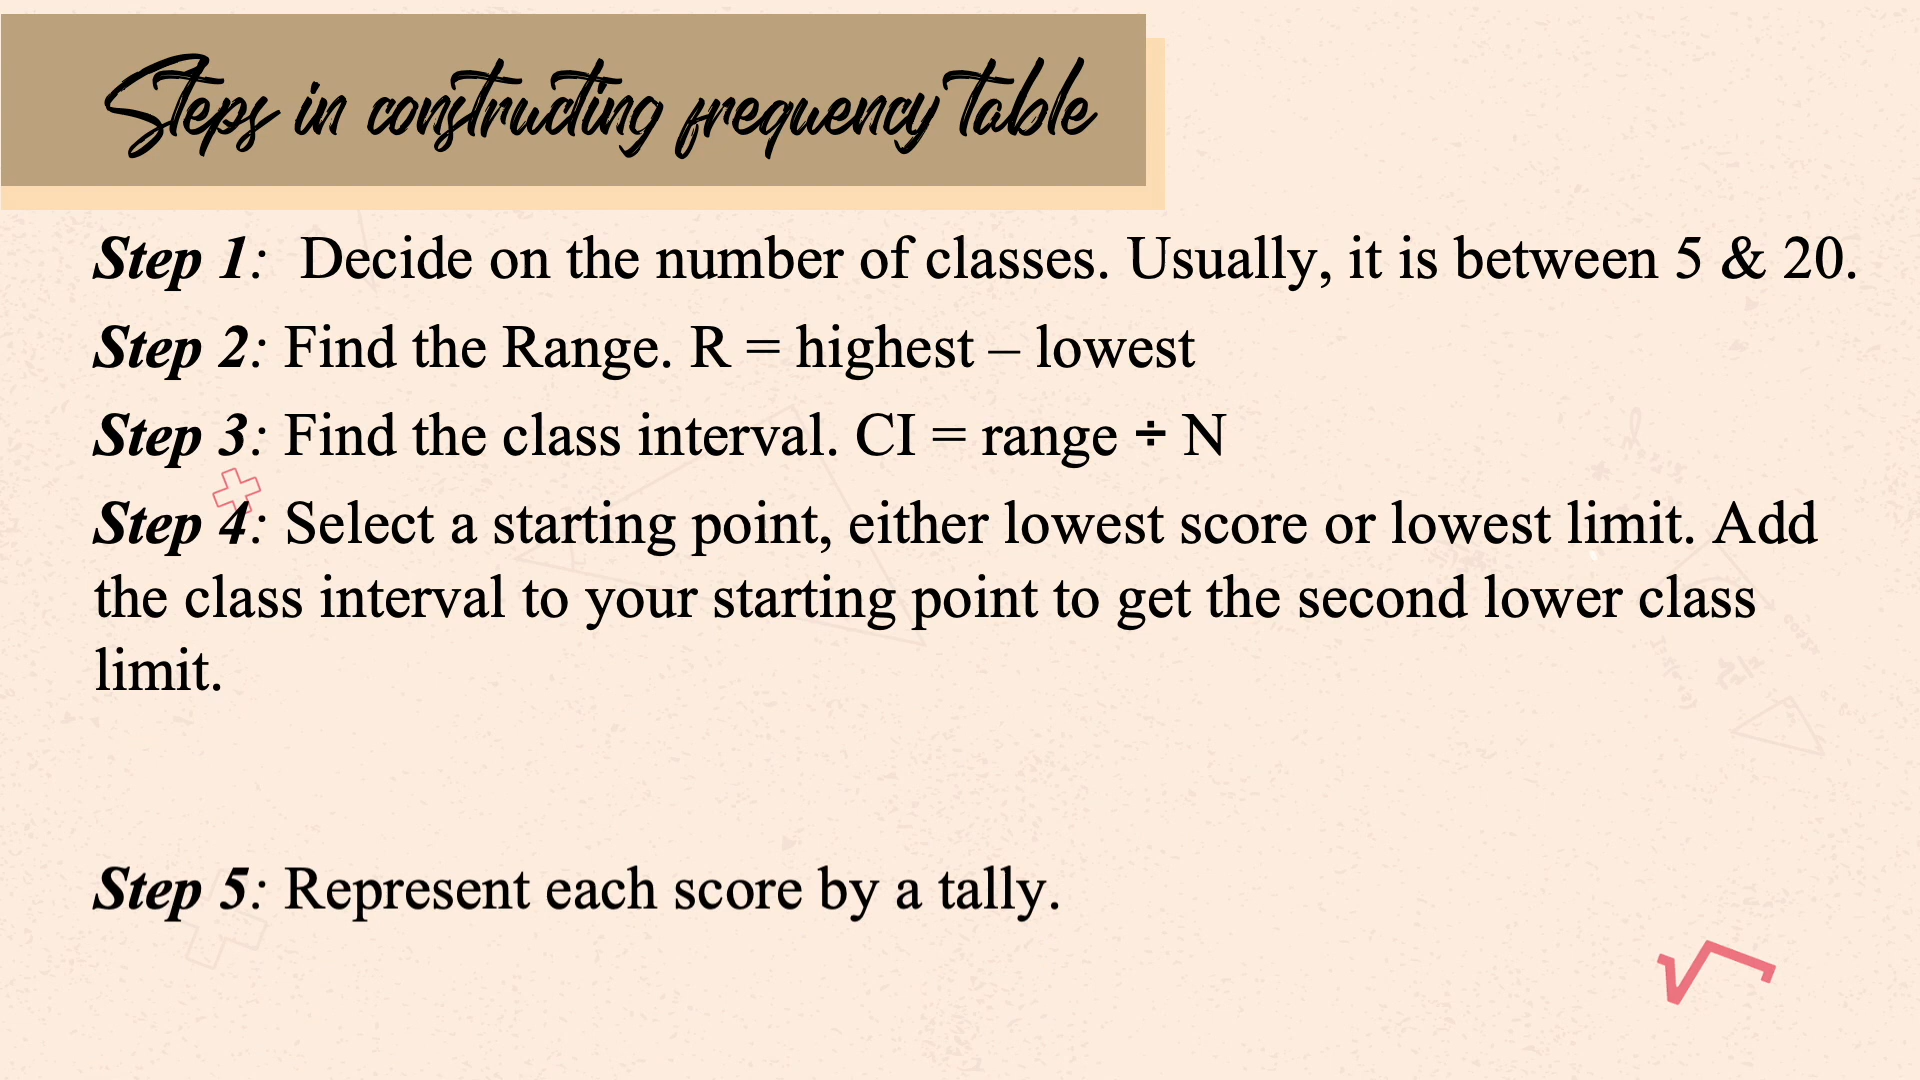 Steps in constructing frequency table
Step 1:  Decide on the number of classes. Usually, it is between 5 & 20.
Step 2: Find the Range. R = highest – lowest
Step 3: Find the class interval. CI = range ÷ N
Step 4: Select a starting point, either lowest score or lowest limit. Add
the class interval to your starting point to get the second lower class
limit.
Step 5: Represent each score by a tally.